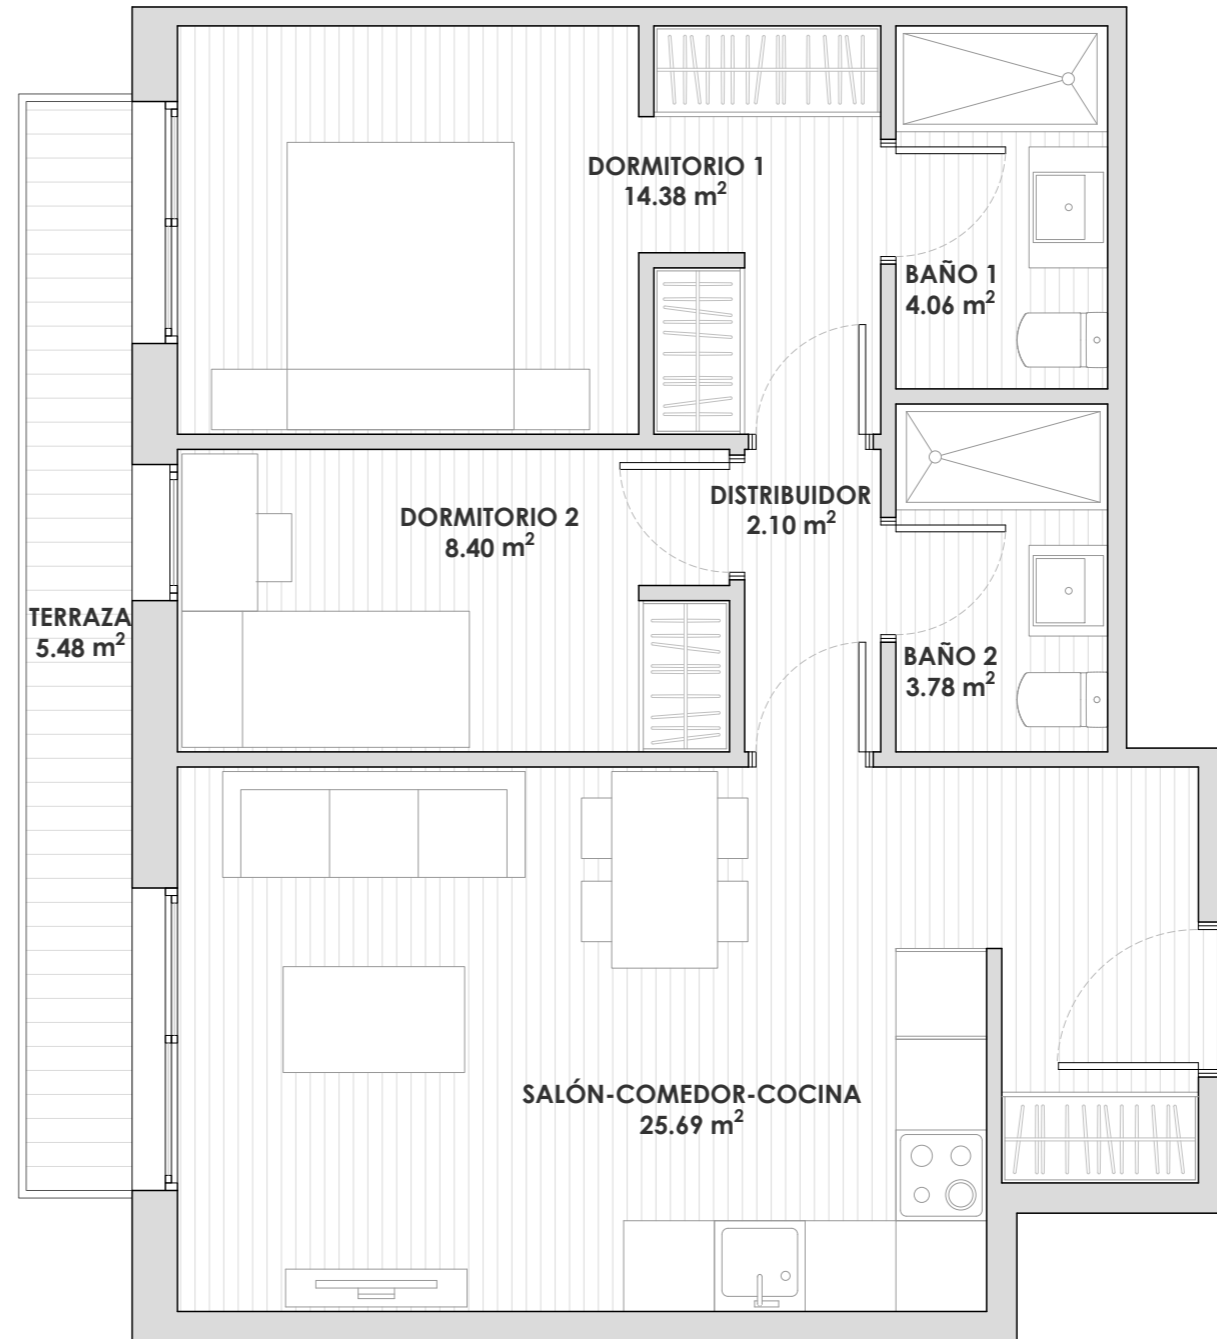 DORMITORIO 1
14.38 m²
BAÑO 1
4.06 m²
DORMITORIO 2
8.40 m²
DISTRIBUIDOR
2.10 m²
TERRAZA
5.48 m²
BAÑO 2
3.78 m²
SALÓN-COMEDOR-COCINA
25.69 m²